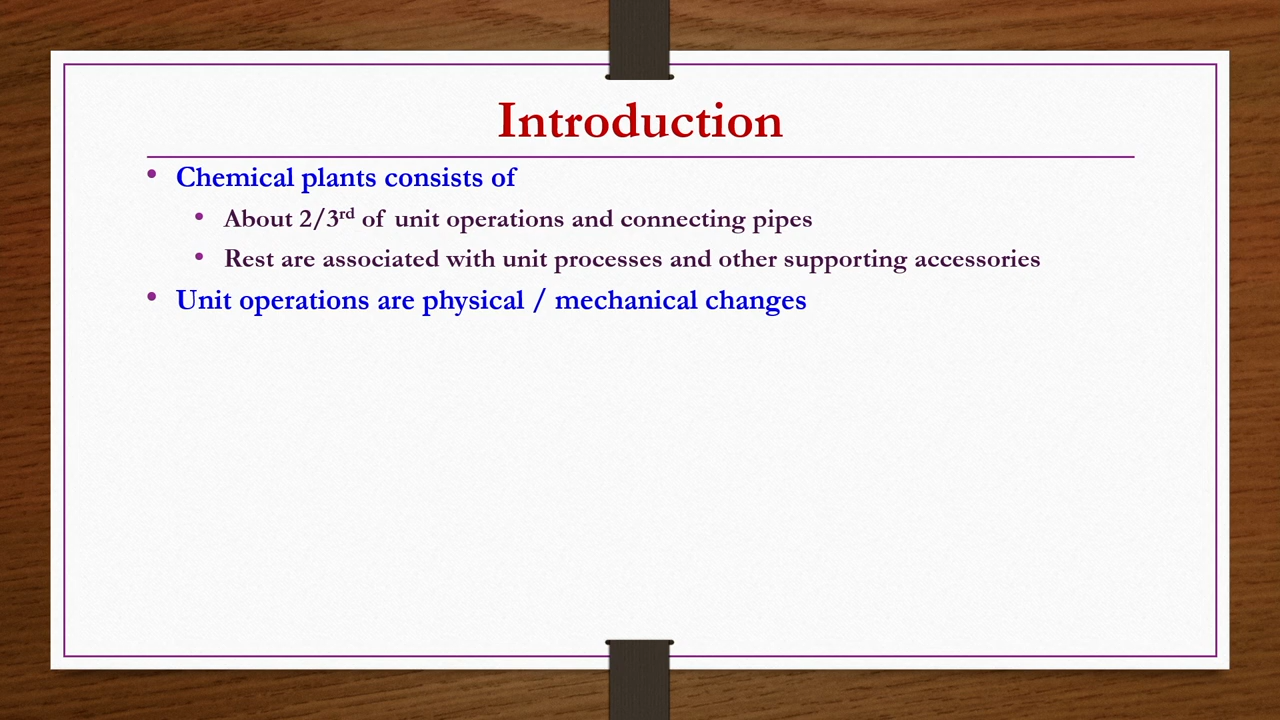 Introduction
• Chemical plants consists of
• About 2/3rd of unit operations and connecting pipes
• Rest are associated with unit processes and other supporting accessories
• Unit operations are physical / mechanical changes